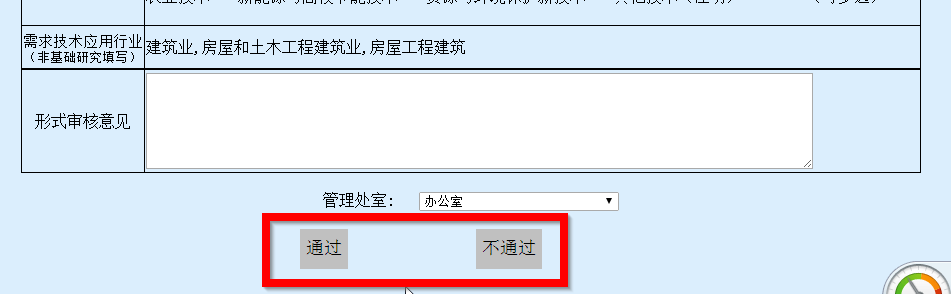 需求技术应用行业 建筑业,房屋和土木工程建筑业,房屋工程建筑
(非基础研究填写)
形式审核意见
管理处室: 办公室
通过 不通过